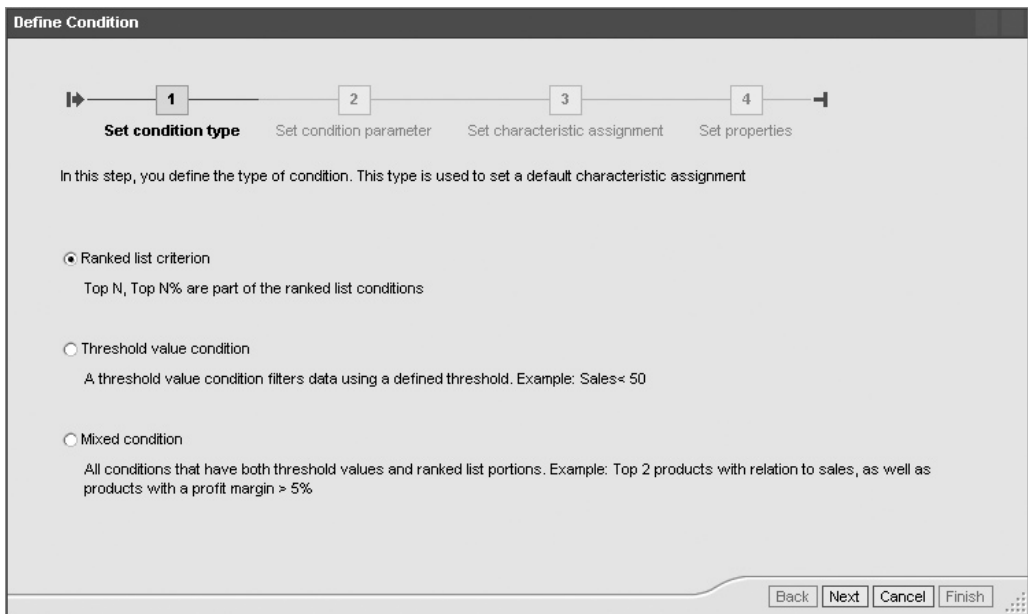 Define Condition
1 2 3 4
Set condition type Set condition parameter Set characteristic assignment Set properties
In this step, you define the type of condition. This type is used to set a default characteristic assignment
Ranked list criterion
Top N, Top N% are part of the ranked list conditions
Threshold value condition
A threshold value condition filters data using a defined threshold. Example: Sales< 50
Mixed condition
All conditions that have both threshold values and ranked list portions. Example: Top 2 products with relation to sales, as well as
products with a profit margin > 5%
Back Next Cancel Finish